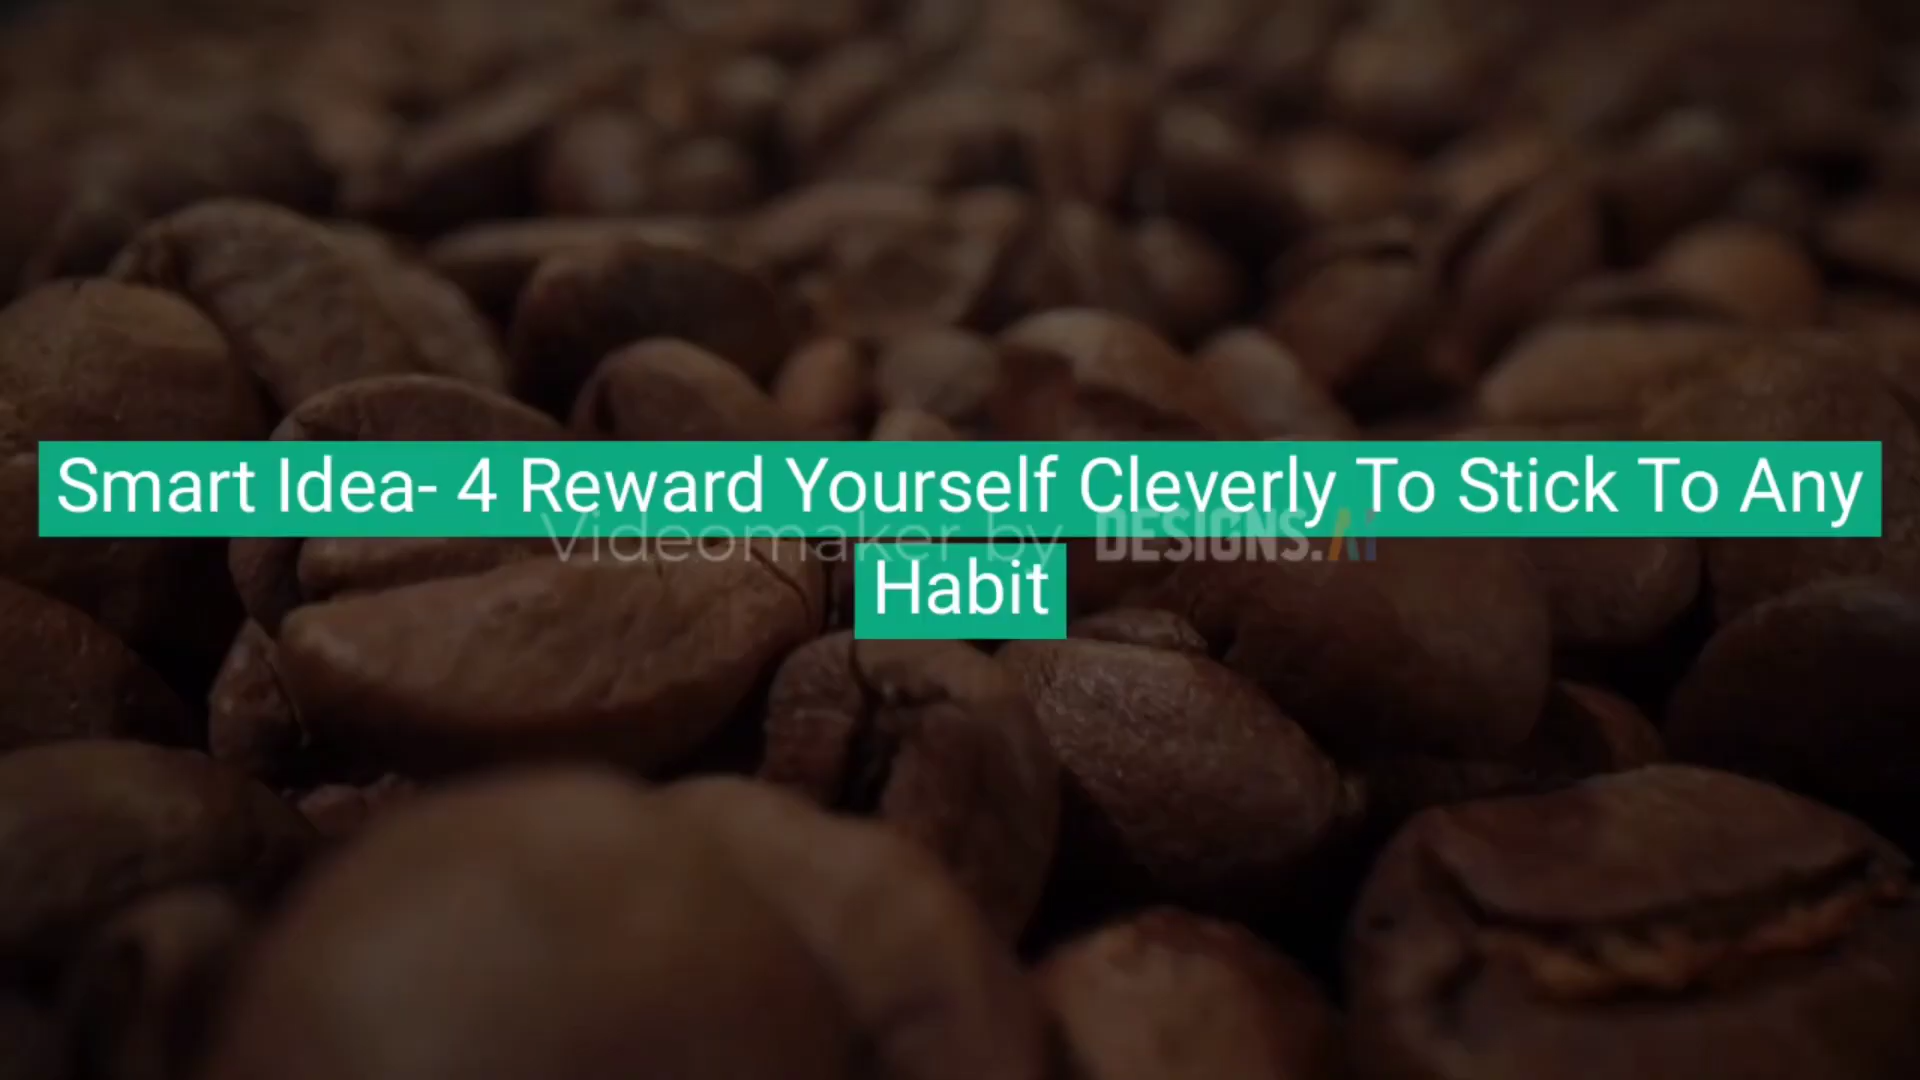 Smart Idea- 4 Reward Yourself Cleverly To Stick To Any
Videomaker by DESIGNS.AI
Habit